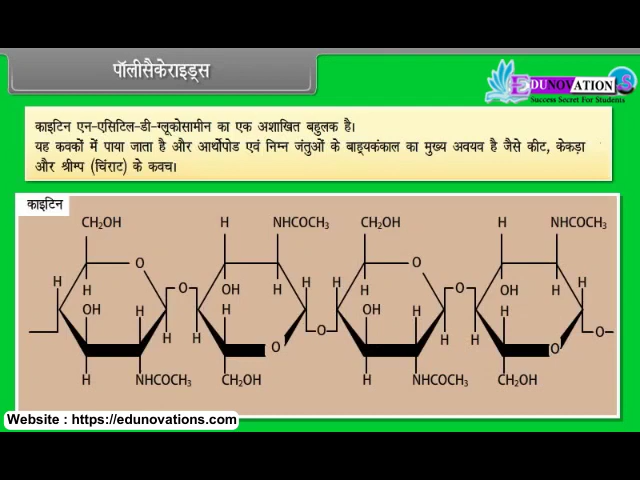 पॉलीसैकेराइड्स
EDUNOVATIONS
Success Secret For Students
काइटिन एन-एसिटिल-डी-ग्लूकोसामीन का एक अशाखित बहुलक है।
यह कवकों में पाया जाता है और आर्थोपोड एवं निम्न जंतुओं के बाह्यकंकाल का मुख्य अवयव है जैसे कीट, केकड़ा
और श्रीम्प (चिंराट) के कवच।
काइटिन
CH₂OH H NHCOCH₃ CH₂OH H NHCOCH₃
H O H O H OH H H H O H O H OH H H O
OH H H H H O O OH H H H H O
H NHCOCH₃ CH₂OH H NHCOCH₃ CH₂OH
Website : https://edunovations.com